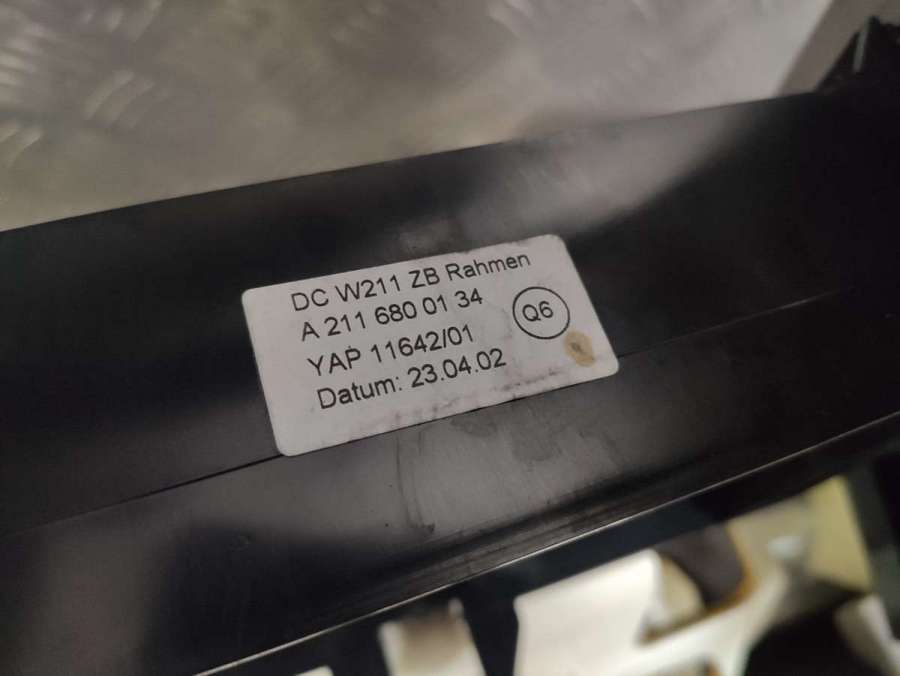 DC W211 ZB Rahmen
A 211 680 01 34
Q6
YAP 11642/01
Datum: 23.04.02